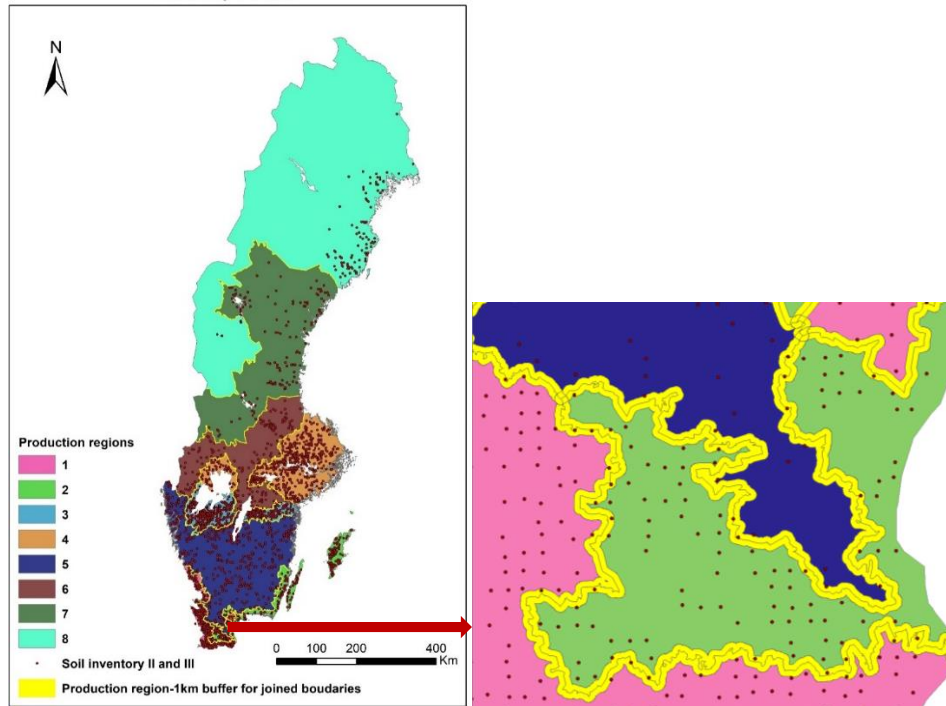 N
Production regions
1
2
3
4
5
6
7
8
Soil inventory II and III
Production region-1km buffer for joined boudaries
0 100 200 400
Km